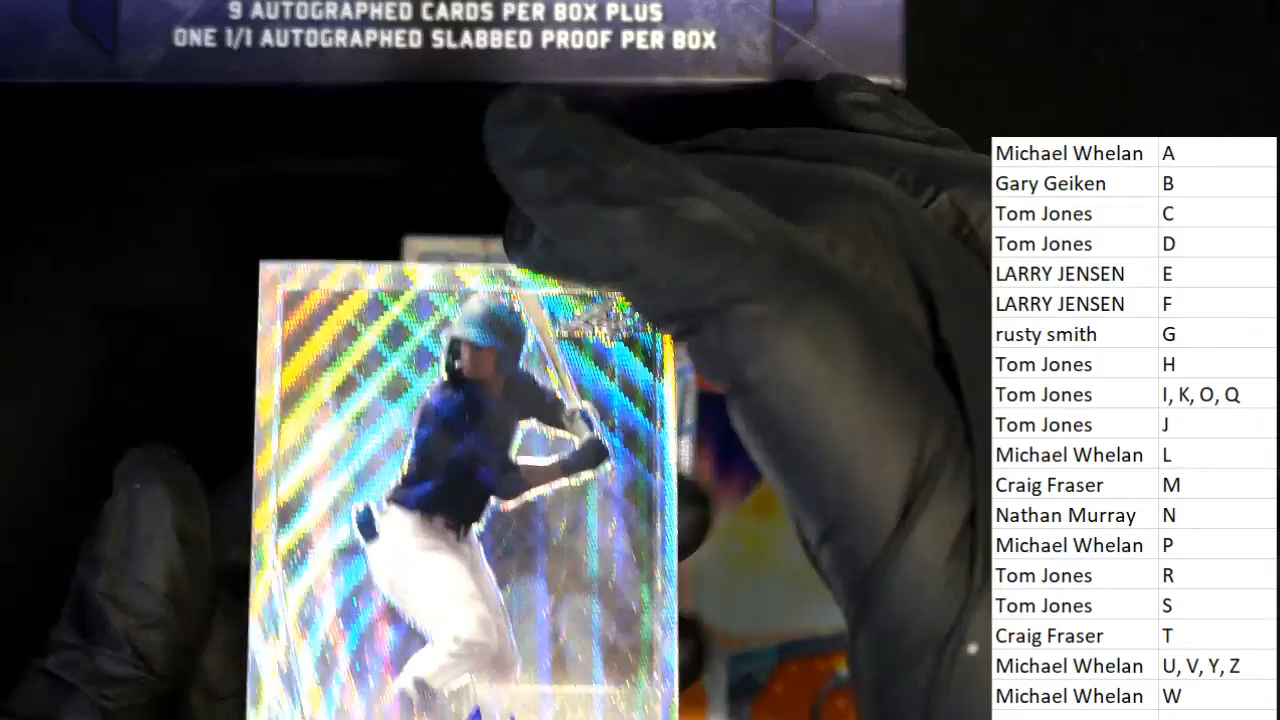 9 AUTOGRAPHED CARDS PER BOX PLUS
ONE 1/1 AUTOGRAPHED SLABBED PROOF PER BOX
Michael Whelan A
Gary Geiken B
Tom Jones C
Tom Jones D
LARRY JENSEN E
LARRY JENSEN F
rusty smith G
Tom Jones H
Tom Jones I, K, O, Q
Tom Jones J
Michael Whelan L
Craig Fraser M
Nathan Murray N
Michael Whelan P
Tom Jones R
Tom Jones S
Craig Fraser T
Michael Whelan U, V, Y, Z
Michael Whelan W